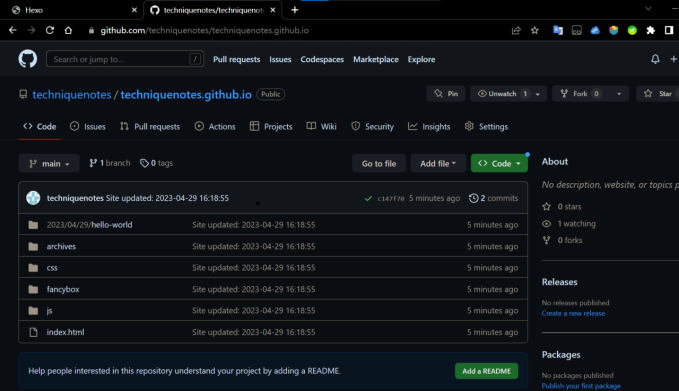 Hexo
techniquenotes/techniquenotes
github.com/techniquenotes/techniquenotes.github.io
Search or jump to...
/
Pull requests Issues Codespaces Marketplace Explore
techniquenotes / techniquenotes.github.io Public
Pin Unwatch 1 Fork 0 Star
Code Issues Pull requests Actions Projects Wiki Security Insights Settings
main 1 branch 0 tags Go to file Add file Code
techniquenotes Site updated: 2023-04-29 16:18:55 c147f70 5 minutes ago 2 commits
2023/04/29/hello-world Site updated: 2023-04-29 16:18:55 5 minutes ago
archives Site updated: 2023-04-29 16:18:55 5 minutes ago
css Site updated: 2023-04-29 16:18:55 5 minutes ago
fancybox Site updated: 2023-04-29 16:18:55 5 minutes ago
js Site updated: 2023-04-29 16:18:55 5 minutes ago
index.html Site updated: 2023-04-29 16:18:55 5 minutes ago
Help people interested in this repository understand your project by adding a README. Add a README
About
No description, website, or topics p
0 stars
1 watching
0 forks
Releases
No releases published
Create a new release
Packages
No packages published
Publish your first package